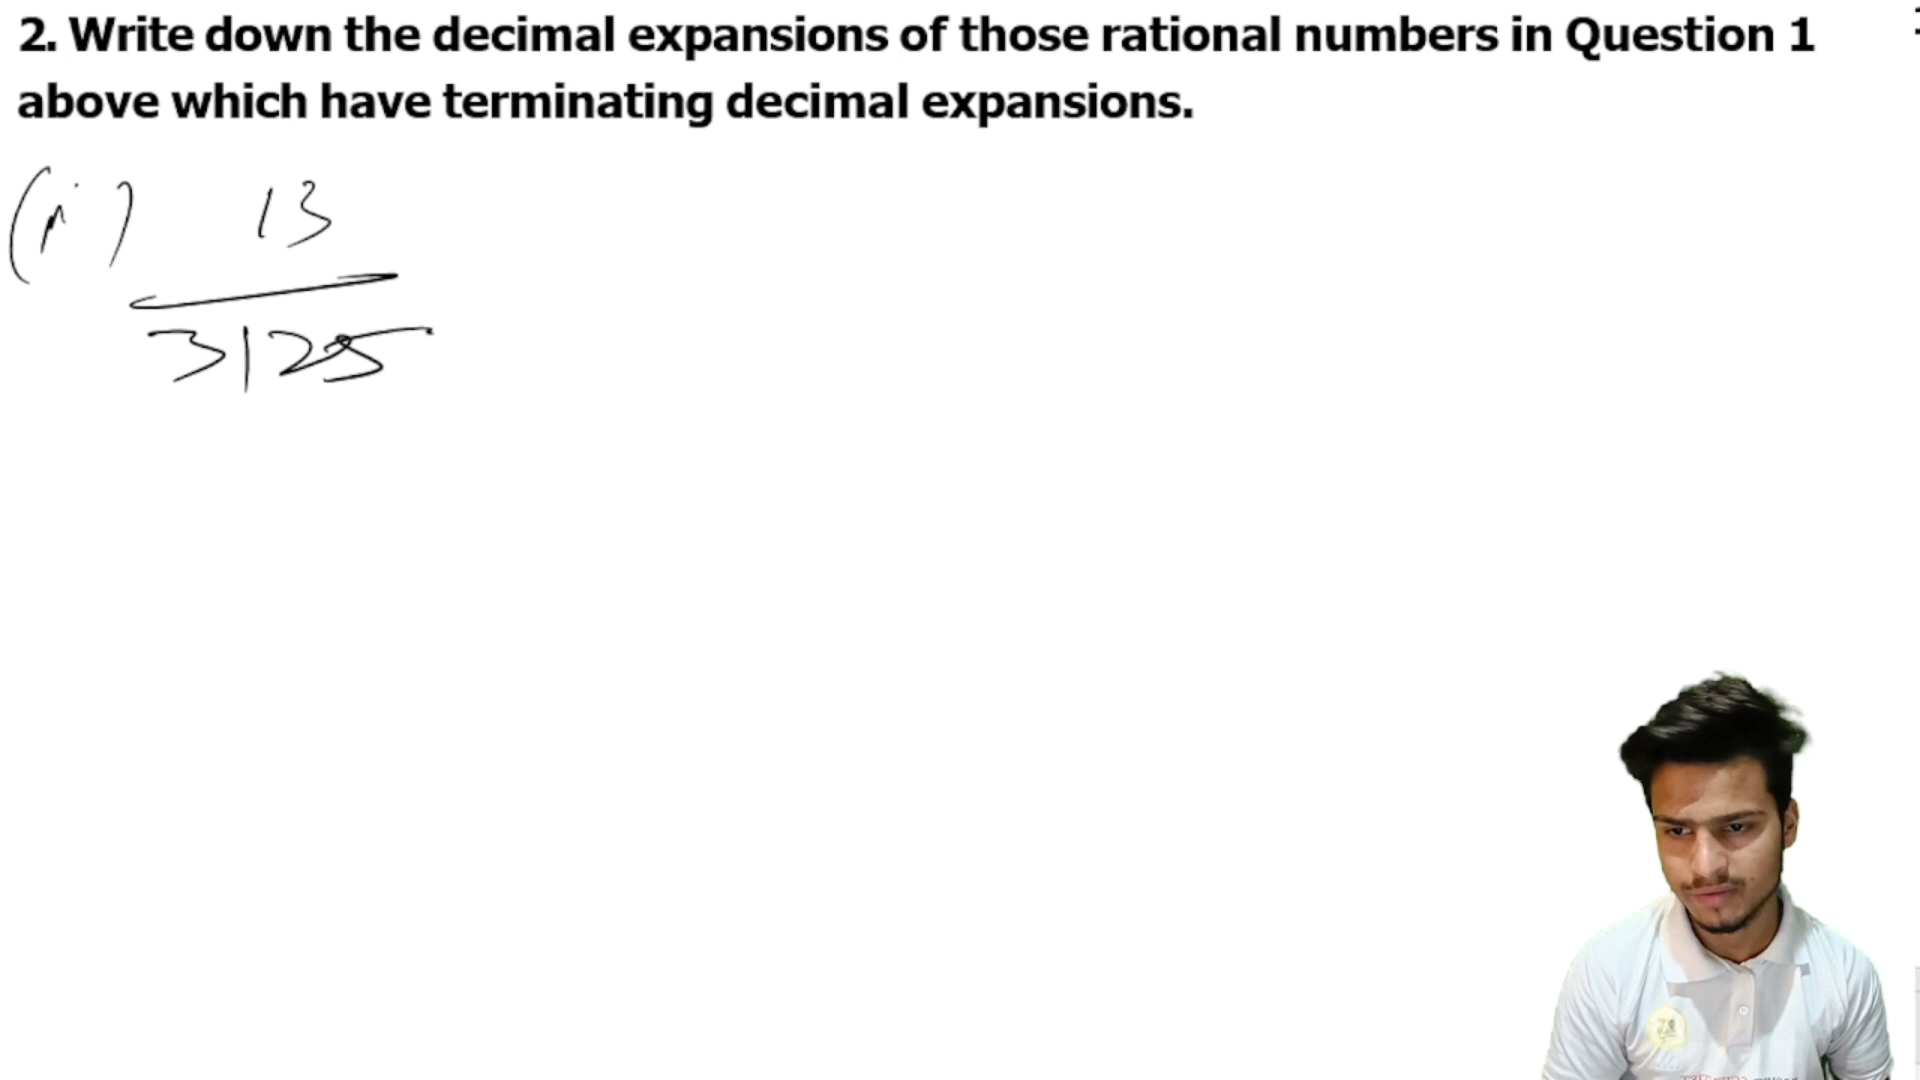 2. Write down the decimal expansions of those rational numbers in Question 1
above which have terminating decimal expansions.
(i) 13
3125